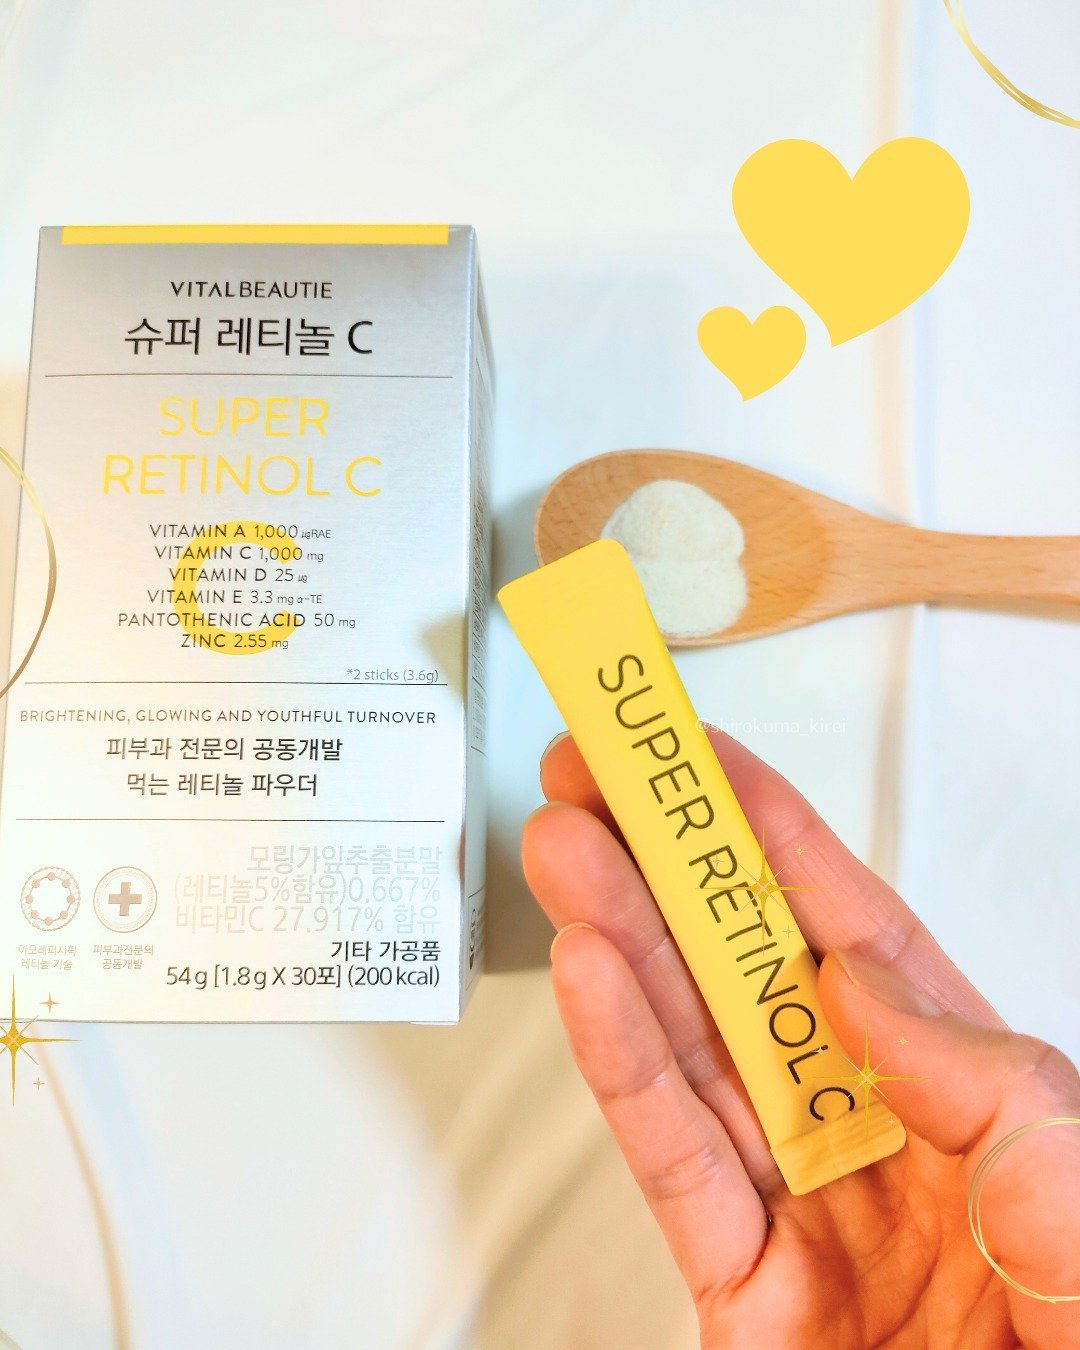 VITALBEAUTIE
슈퍼 레티놀 C
SUPER
RETINOL C
C
VITAMIN A 1,000 μgRAE
VITAMIN C 1,000 mg
VITAMIN D 25 μg
VITAMIN E 3.3 mg α-TE
PANTOTHENIC ACID 50 mg
ZINC 2.55 mg
*2 sticks (3.6g)
BRIGHTENING, GLOWING AND YOUTHFUL TURNOVER
피부과 전문의 공동개발
먹는 레티놀 파우더
모링가잎추출분말
(레티놀5%함유)0.667%
비타민C 27.917% 함유
아모레퍼시픽
레티놀 기술
피부과전문의
공동개발
기타 가공품
54g [1.8g X 30포] (200kcal)
SUPER RETINOL C
@shirokuma_kirei